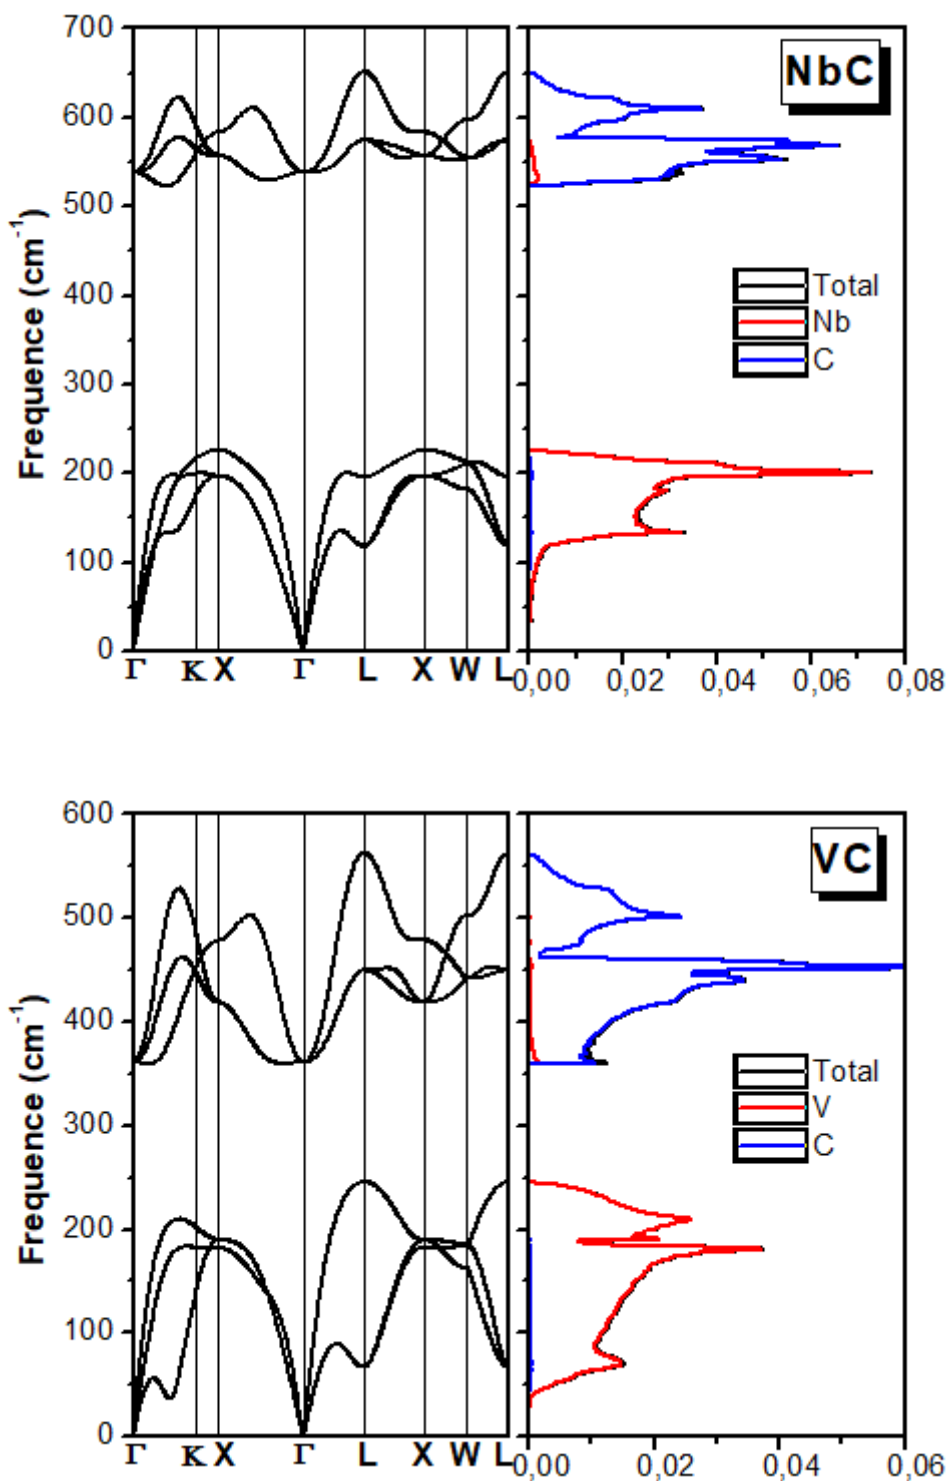 700
600
500
400
300
200
100
0
Frequence (cm-1)
Γ K X Γ L X W L
NbC
Total
Nb
C
0,00 0,02 0,04 0,06 0,08
600
500
400
300
200
100
0
Frequence (cm-1)
Γ K X Γ L X W L
VC
Total
V
C
0,00 0,02 0,04 0,06